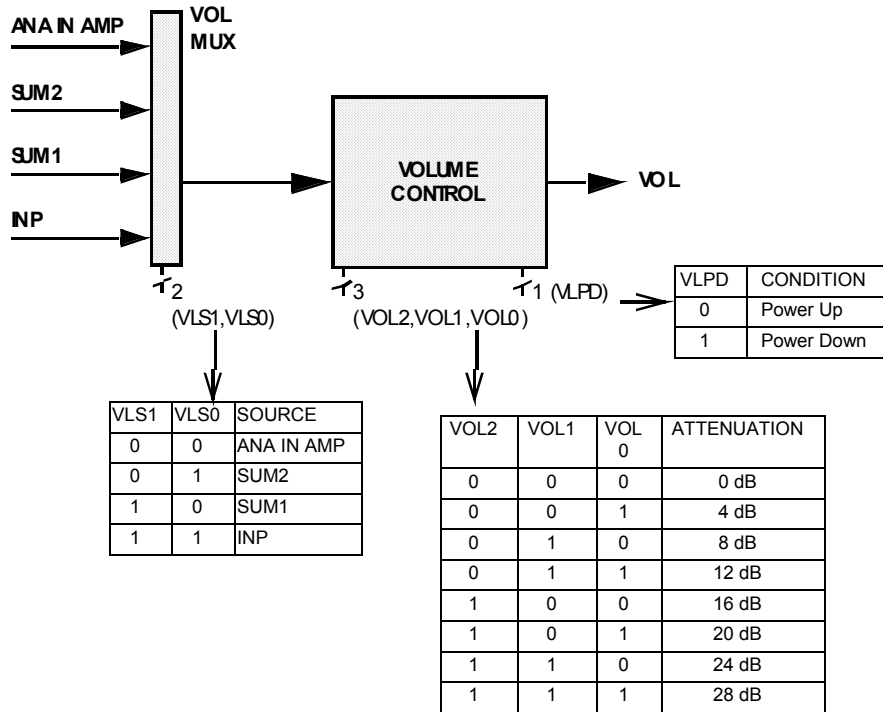 ANA IN AMP
VOL
MUX
SUM2
SUM1
INP
VOLUME
CONTROL
VOL
2
(VLS1,VLS0)
3
(VOL2,VOL1,VOL0)
1 (VLPD)
VLPD CONDITION
0 Power Up
1 Power Down
VLS1 VLS0 SOURCE
0 0 ANA IN AMP
0 1 SUM2
1 0 SUM1
1 1 INP
VOL2 VOL1 VOL ATTENUATION
0
0 0 0 0 dB
0 0 1 4 dB
0 1 0 8 dB
0 1 1 12 dB
1 0 0 16 dB
1 0 1 20 dB
1 1 0 24 dB
1 1 1 28 dB